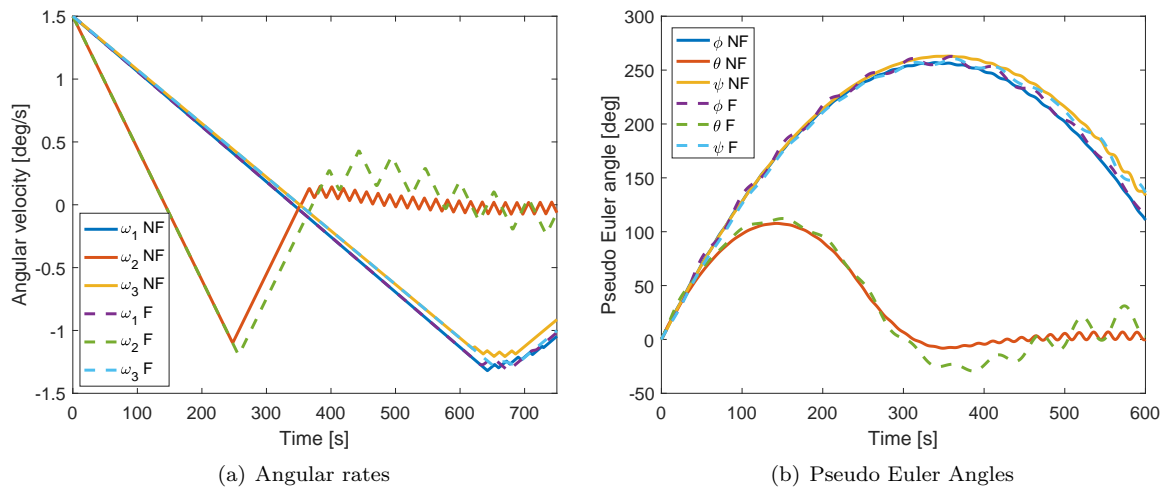 1.5
1
0.5
0
-0.5
-1
-1.5
Angular velocity [deg/s]
ω1 NF
ω2 NF
ω3 NF
ω1 F
ω2 F
ω3 F
0 100 200 300 400 500 600 700
Time [s]
(a) Angular rates
300
250
200
150
100
50
0
-50
Pseudo Euler angle [deg]
ϕ NF
θ NF
ψ NF
ϕ F
θ F
ψ F
0 100 200 300 400 500 600
Time [s]
(b) Pseudo Euler Angles